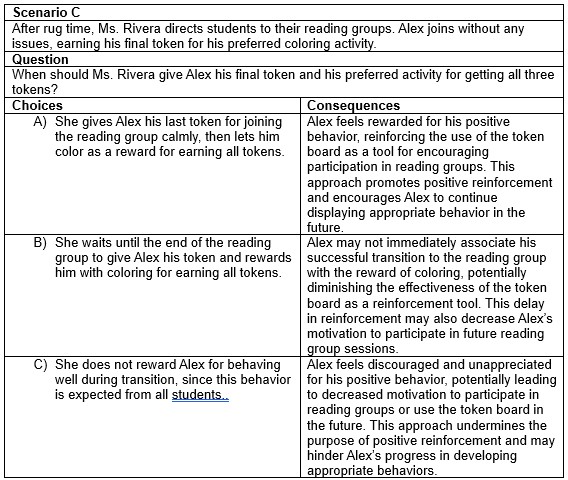 Scenario C
After rug time, Ms. Rivera directs students to their reading groups. Alex joins without any
issues, earning his final token for his preferred coloring activity.
Question
When should Ms. Rivera give Alex his final token and his preferred activity for getting all three
tokens?
Choices
Consequences
A) She gives Alex his last token for joining
the reading group calmly, then lets him
color as a reward for earning all tokens.
Alex feels rewarded for his positive
behavior, reinforcing the use of the token
board as a tool for encouraging
participation in reading groups. This
approach promotes positive reinforcement
and encourages Alex to continue
displaying appropriate behavior in the
future.
B) She waits until the end of the reading
group to give Alex his token and rewards
him with coloring for earning all tokens.
Alex may not immediately associate his
successful transition to the reading group
with the reward of coloring, potentially
diminishing the effectiveness of the token
board as a reinforcement tool. This delay
in reinforcement may also decrease Alex's
motivation to participate in future reading
group sessions.
C) She does not reward Alex for behaving
well during transition, since this behavior
is expected from all students..
Alex feels discouraged and unappreciated
for his positive behavior, potentially leading
to decreased motivation to participate in
reading groups or use the token board in
the future. This approach undermines the
purpose of positive reinforcement and may
hinder Alex's progress in developing
appropriate behaviors.